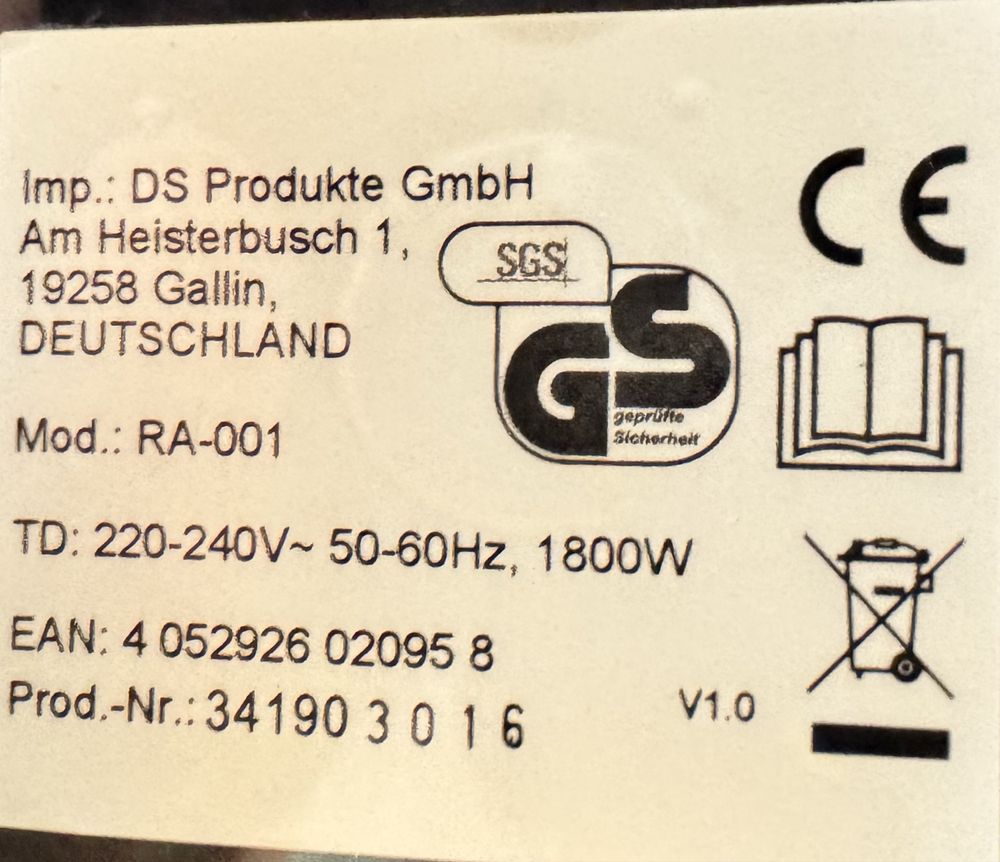 Imp.: DS Produkte GmbH
Am Heisterbusch 1,
19258 Gallin,
DEUTSCHLAND
CE
SGS
GS
geprüfte
Sicherheit
Mod.: RA-001
TD: 220-240V~ 50-60Hz, 1800W
EAN: 4 052926 02095 8
Prod.-Nr.: 34190 3 0 1 6
V1.0